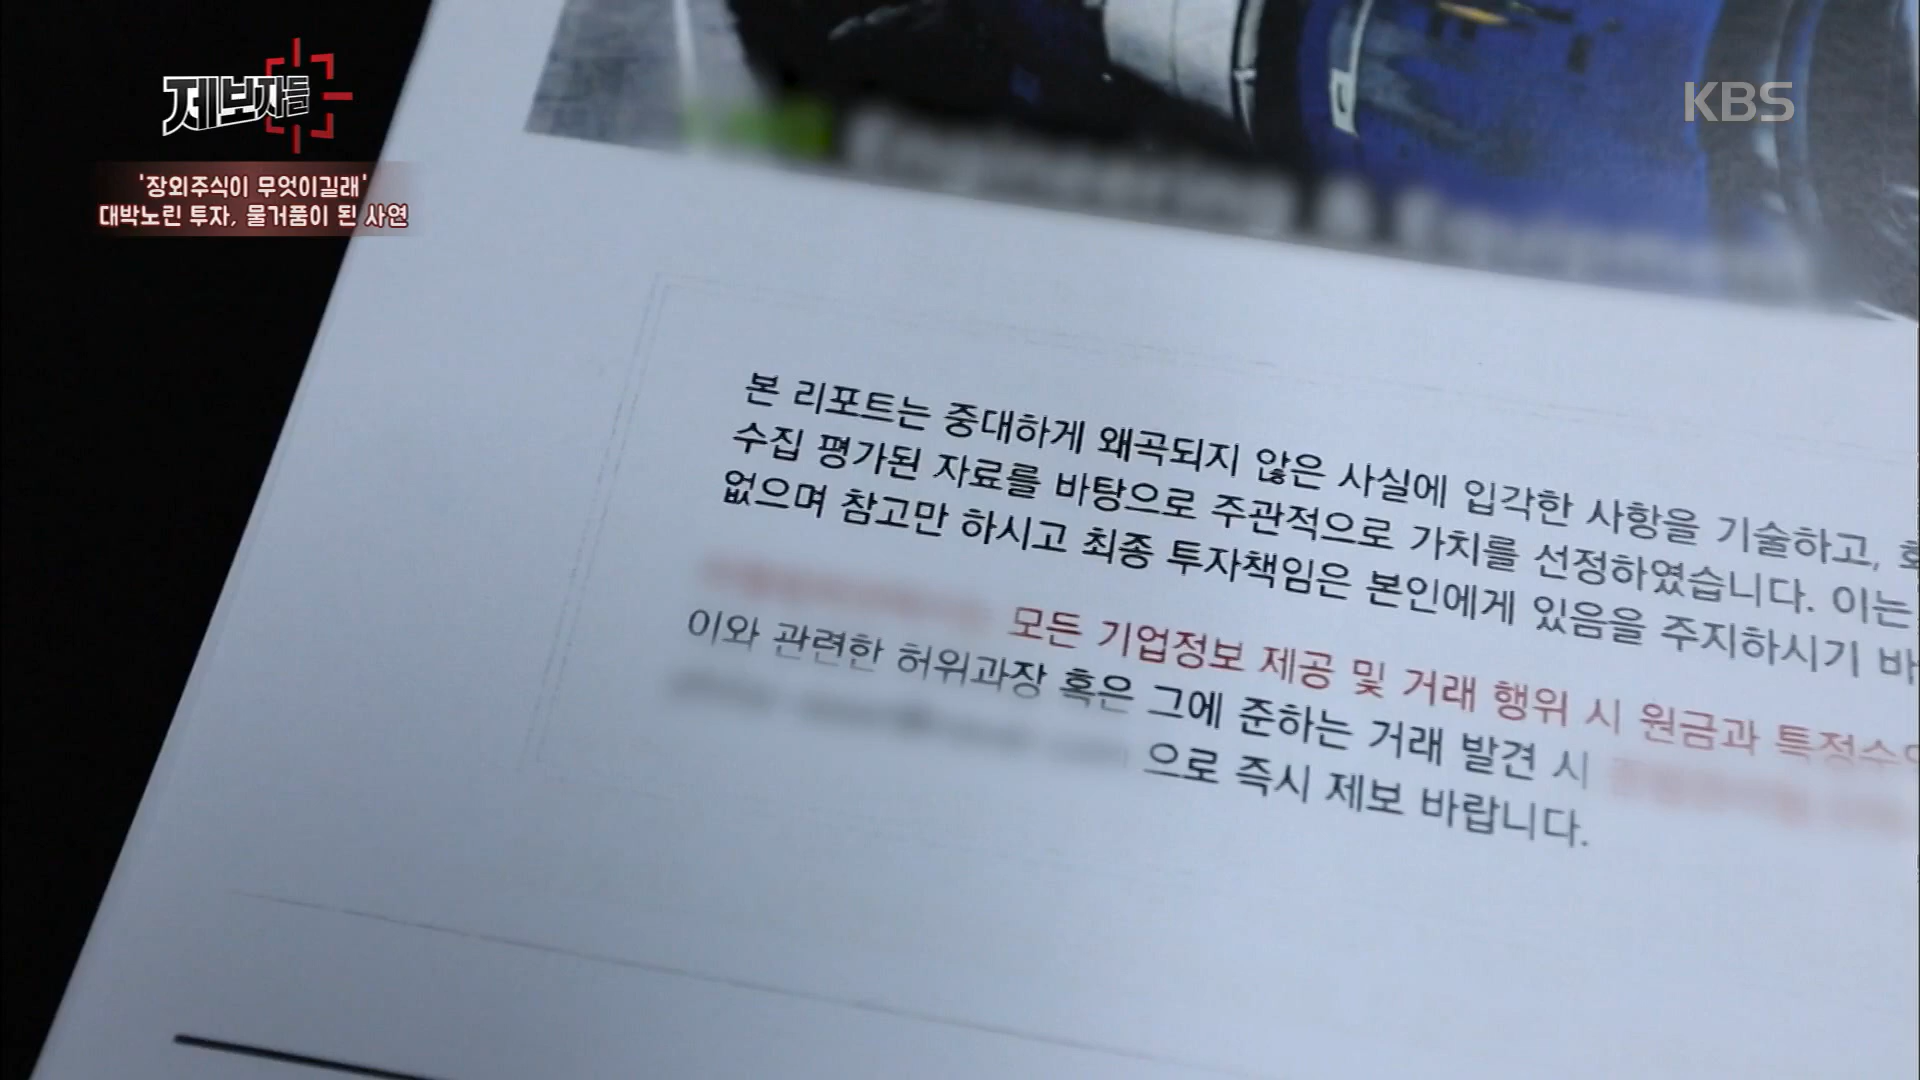 제보자들
KBS
'장외주식이 무엇이길래'
대박노린 투자, 물거품이 된 사연
본 리포트는 중대하게 왜곡되지 않은 사실에 입각한 사항을 기술하고,
수집 평가된 자료를 바탕으로 주관적으로 가치를 선정하였습니다. 이는
없으며 참고만 하시고 최종 투자책임은 본인에게 있음을 주지하시기
모든 기업정보 제공 및 거래 행위 시 원금과
이와 관련한 허위과장 혹은 그에 준하는 거래 발견 시
으로 즉시 제보 바랍니다.